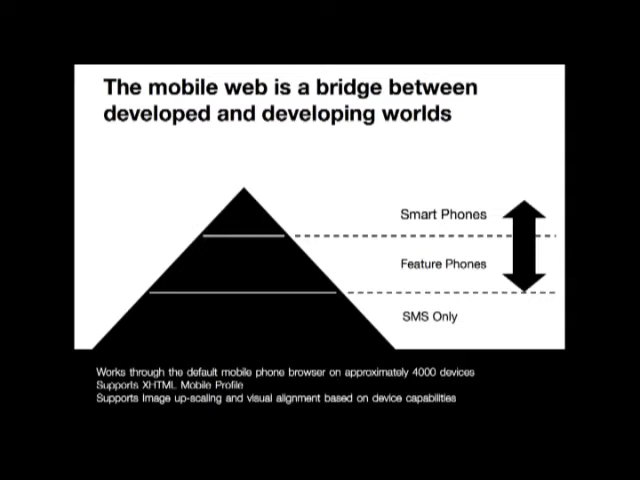 The mobile web is a bridge between
developed and developing worlds
Smart Phones
Feature Phones
SMS Only
Works through the default mobile phone browser on approximately 4000 devices
Supports XHTML Mobile Profile
Supports Image up-scaling and visual alignment based on device capabilities